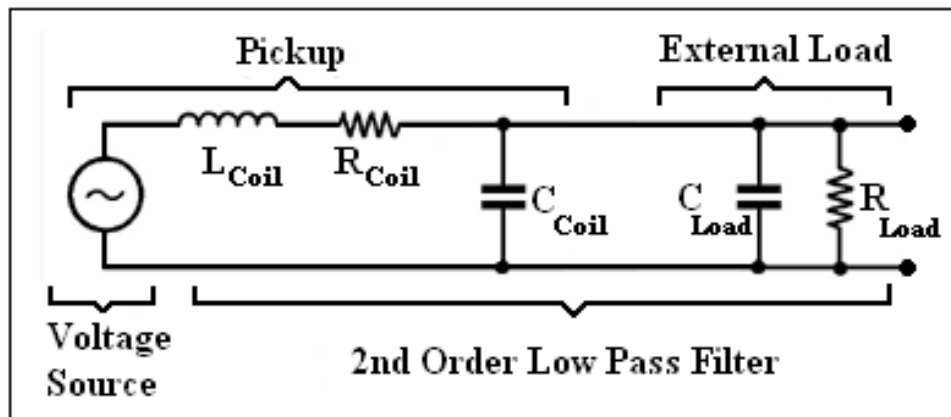 Pickup
External Load
L Coil
R Coil
C Coil
C Load
R Load
Voltage
Source
2nd Order Low Pass Filter